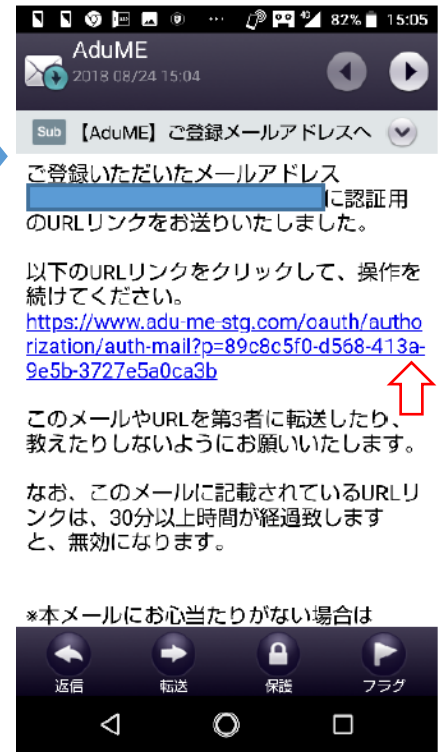 82% 15:05
AduME
2018 08/24 15:04
Sub 【AduME】ご登録メールアドレスへ
ご登録いただいたメールアドレス
に認証用
のURLリンクをお送りいたしました。
以下のURLリンクをクリックして、操作を
続けてください。
https://www.adu-me-stg.com/oauth/autho
rization/auth-mail?p=89c8c5f0-d568-413a-
9e5b-3727e5a0ca3b
このメールやURLを第3者に転送したり、
教えたりしないようにお願いいたします。
なお、このメールに記載されているURLリ
ンクは、30分以上時間が経過致します
と、無効になります。
※本メールにお心当たりがない場合は
返信 転送 保護 フラグ